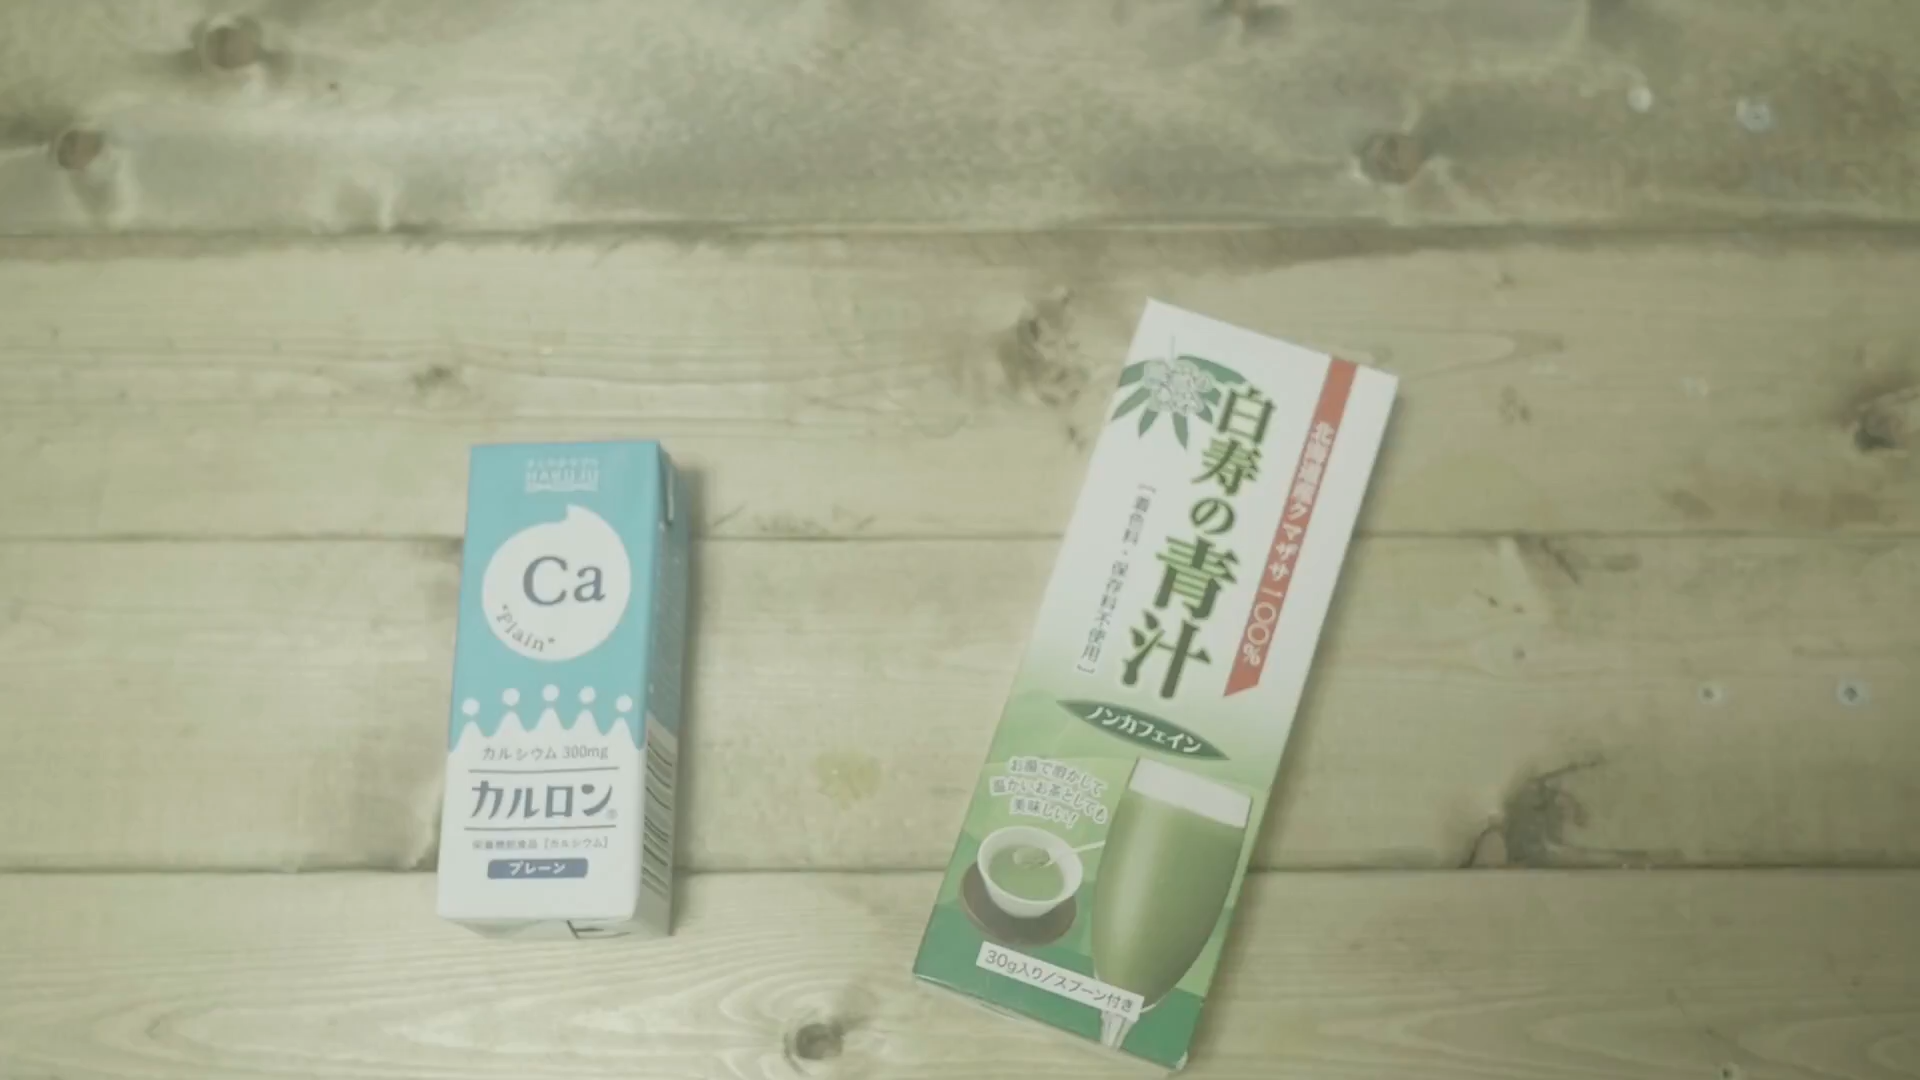 HAKUJU
Ca
"Plain"
カルシウム 300mg
カルロン®
栄養機能食品［カルシウム］
プレーン
北海道産クマザサ一〇〇%
白寿の青汁
［着色料・保存料不使用］
ノンカフェイン
お湯で溶かして
温かいお茶としても
美味しい!
30g入り/スプーン付き